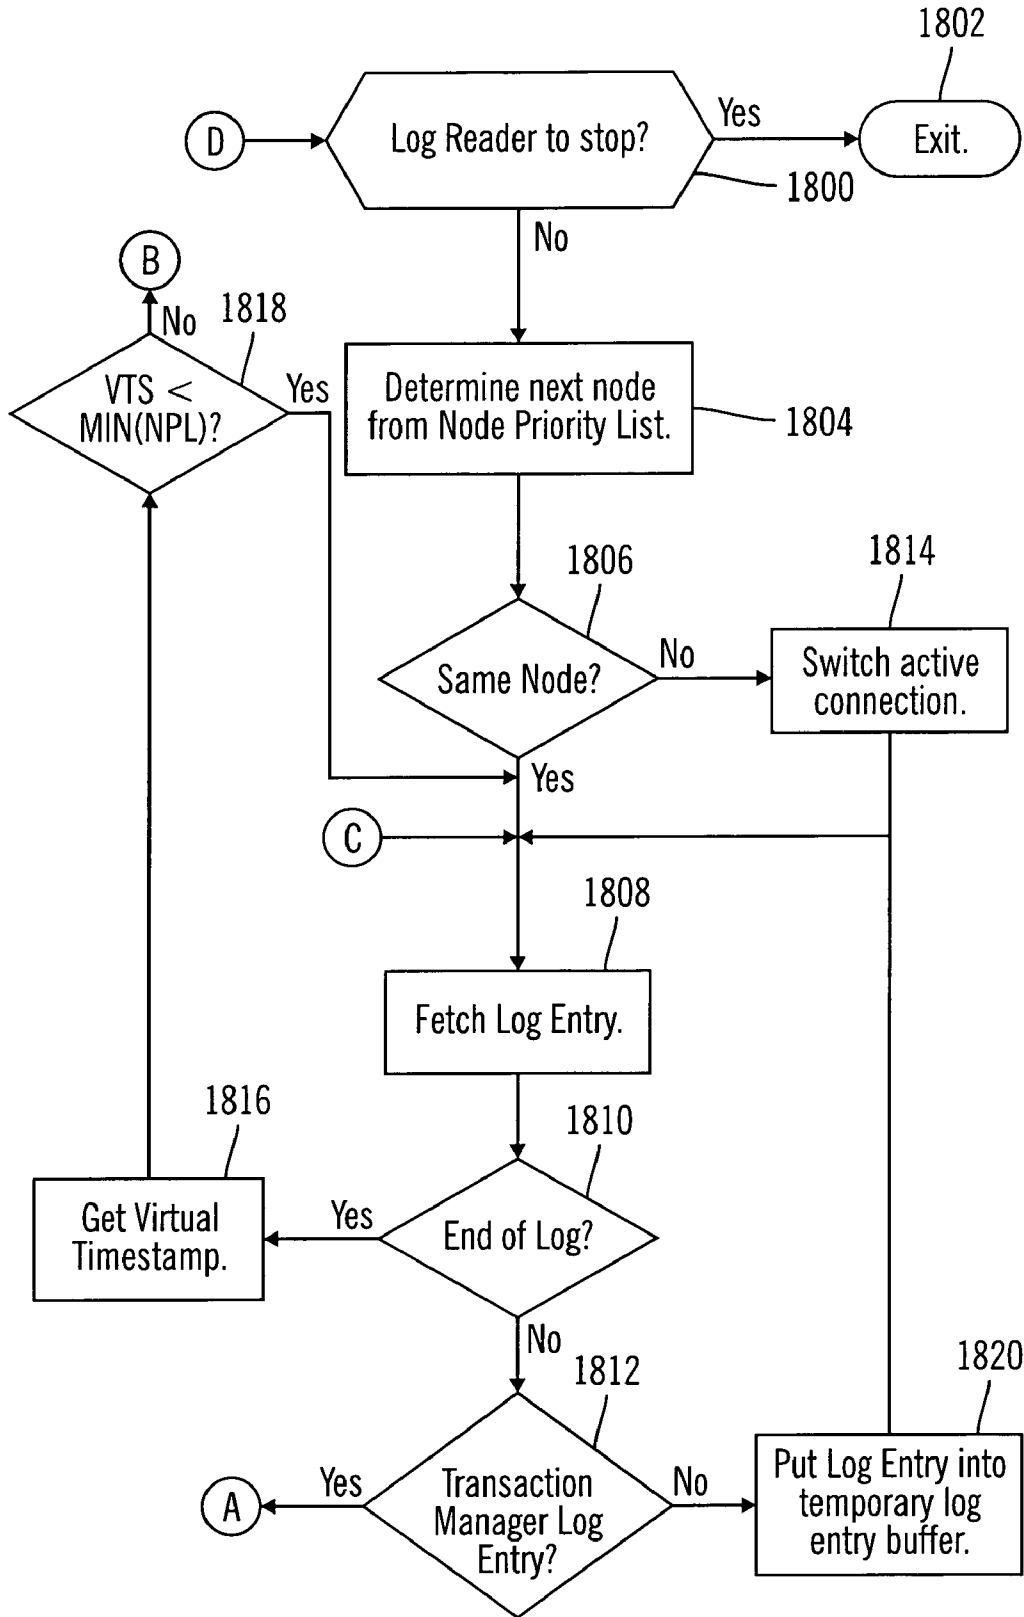 1802
D
Log Reader to stop?
Yes
Exit.
1800
No
B
No
1818
VTS <
MIN(NPL)?
Yes
Determine next node
from Node Priority List.
1804
1806
Same Node?
No
1814
Switch active
connection.
Yes
C
1808
Fetch Log Entry.
1816
Get Virtual
Timestamp.
Yes
1810
End of Log?
No
1812
A
Yes
Transaction
Manager Log
Entry?
No
1820
Put Log Entry into
temporary log
entry buffer.